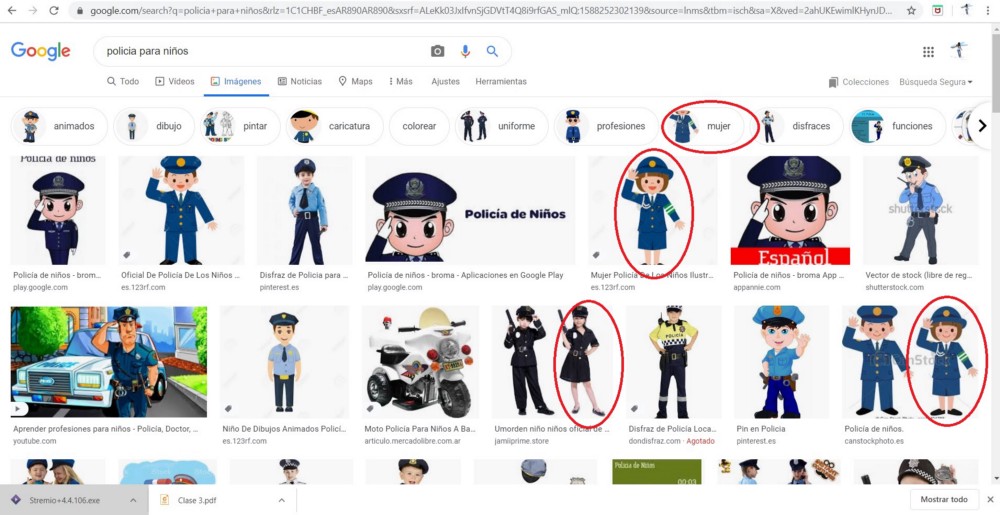 google.com/search?q=policia+para+niños&rlz=1C1CHBF_esAR890AR890&sxsrf=ALeKk03JxIfvnSjGDVtT4Q8i9rfGAS_mlQ:1588252302139&source=lnms&tbm=isch&sa=X&ved=2ahUKEwimlKHynJD...
Google
policia para niños
Todo
Vídeos
Imágenes
Noticias
Maps
Más
Ajustes
Herramientas
Colecciones
Búsqueda Segura
animados
dibujo
pintar
caricatura
colorear
uniforme
profesiones
mujer
disfraces
funciones
Policía de niños
Policía de Niños
Español
shutterstock
Policía de niños - brom...
play.google.com
Oficial De Policía De Los Niños ...
es.123rf.com
Disfraz de Policia para ...
pinterest.es
Policía de niños - broma - Aplicaciones en Google Play
play.google.com
Mujer Policía De Los Niños Ilustr...
es.123rf.com
Policía de niños - broma App ...
appannie.com
Vector de stock (libre de reg...
shutterstock.com
POLICIA
Aprender profesiones para niños - Policía, Doctor, ...
youtube.com
Niño De Dibujos Animados Policí...
es.123rf.com
Moto Policía Para Niños A Ba...
articulo.mercadolibre.com.ar
Umorden niño niños oficial de ...
jamiiprime.store
Disfraz de Policía Loca...
dondisfraz.com · Agotado
Pin en Policia
pinterest.es
Policía de niños.
canstockphoto.es
Policía de Niños
00:03
Stremio+4.4.106.exe
Clase 3.pdf
Mostrar todo